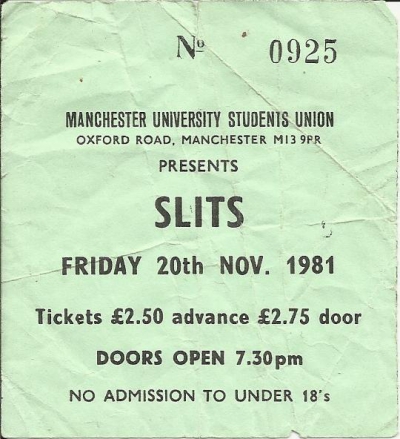 Nº 0925
MANCHESTER UNIVERSITY STUDENTS UNION
OXFORD ROAD, MANCHESTER M13 9PR
PRESENTS
SLITS
FRIDAY 20th NOV. 1981
Tickets £2.50 advance £2.75 door
DOORS OPEN 7.30pm
NO ADMISSION TO UNDER 18's